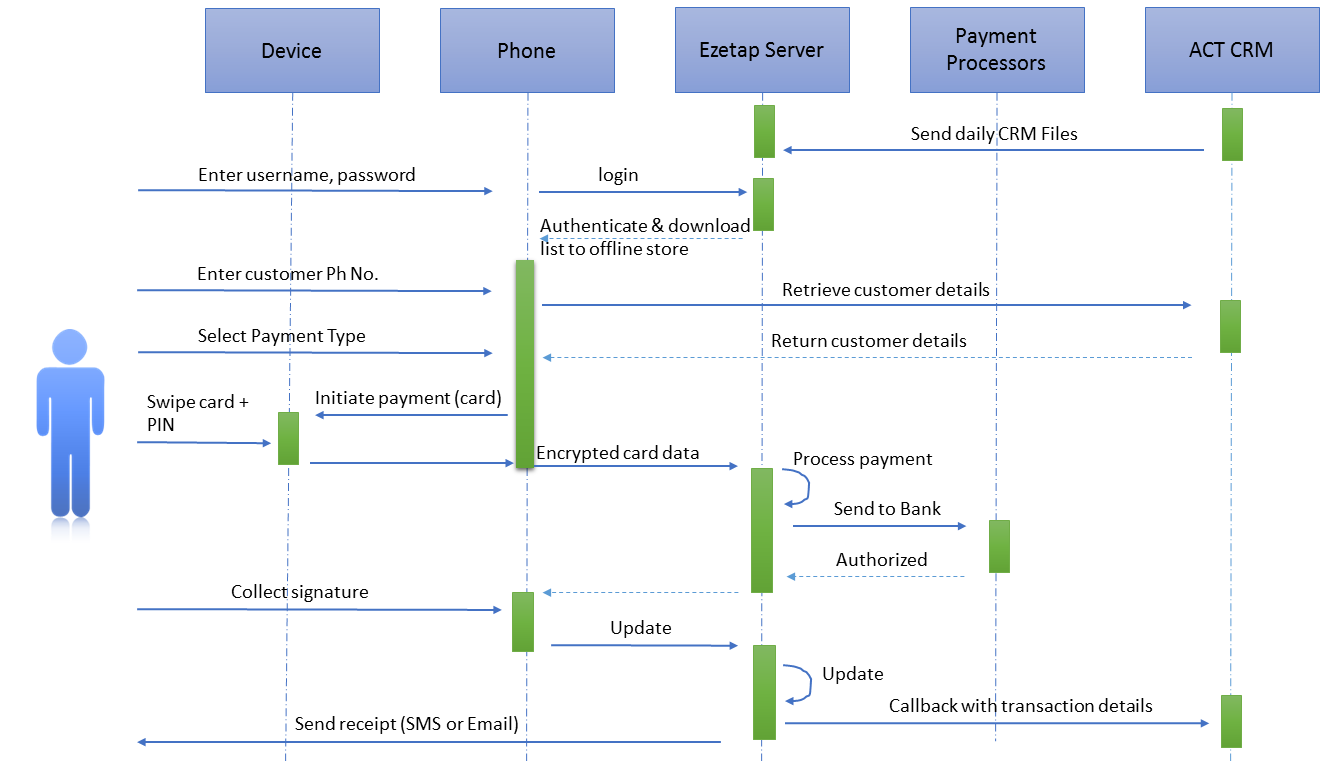 Device
Phone
Ezetap Server
Payment
Processors
ACT CRM
Send daily CRM Files
Enter username, password
login
Authenticate & download
list to offline store
Enter customer Ph No.
Retrieve customer details
Select Payment Type
Return customer details
Swipe card +
PIN
Initiate payment (card)
Encrypted card data
Process payment
Send to Bank
Authorized
Collect signature
Update
Update
Callback with transaction details
Send receipt (SMS or Email)